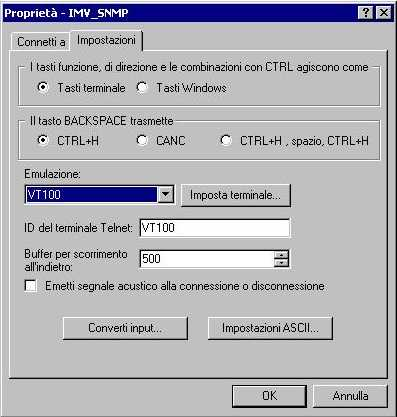 Proprietà - IMV_SNMP
Connetti a
Impostazioni
I tasti funzione, di direzione e le combinazioni con CTRL agiscono come
Tasti terminale
Tasti Windows
Il tasto BACKSPACE trasmette
CTRL+H
CANC
CTRL+H , spazio, CTRL+H
Emulazione:
VT100
Imposta terminale...
ID del terminale Telnet:
VT100
Buffer per scorrimento
all'indietro:
500
Emetti segnale acustico alla connessione o disconnessione
Converti input...
Impostazioni ASCII...
OK
Annulla